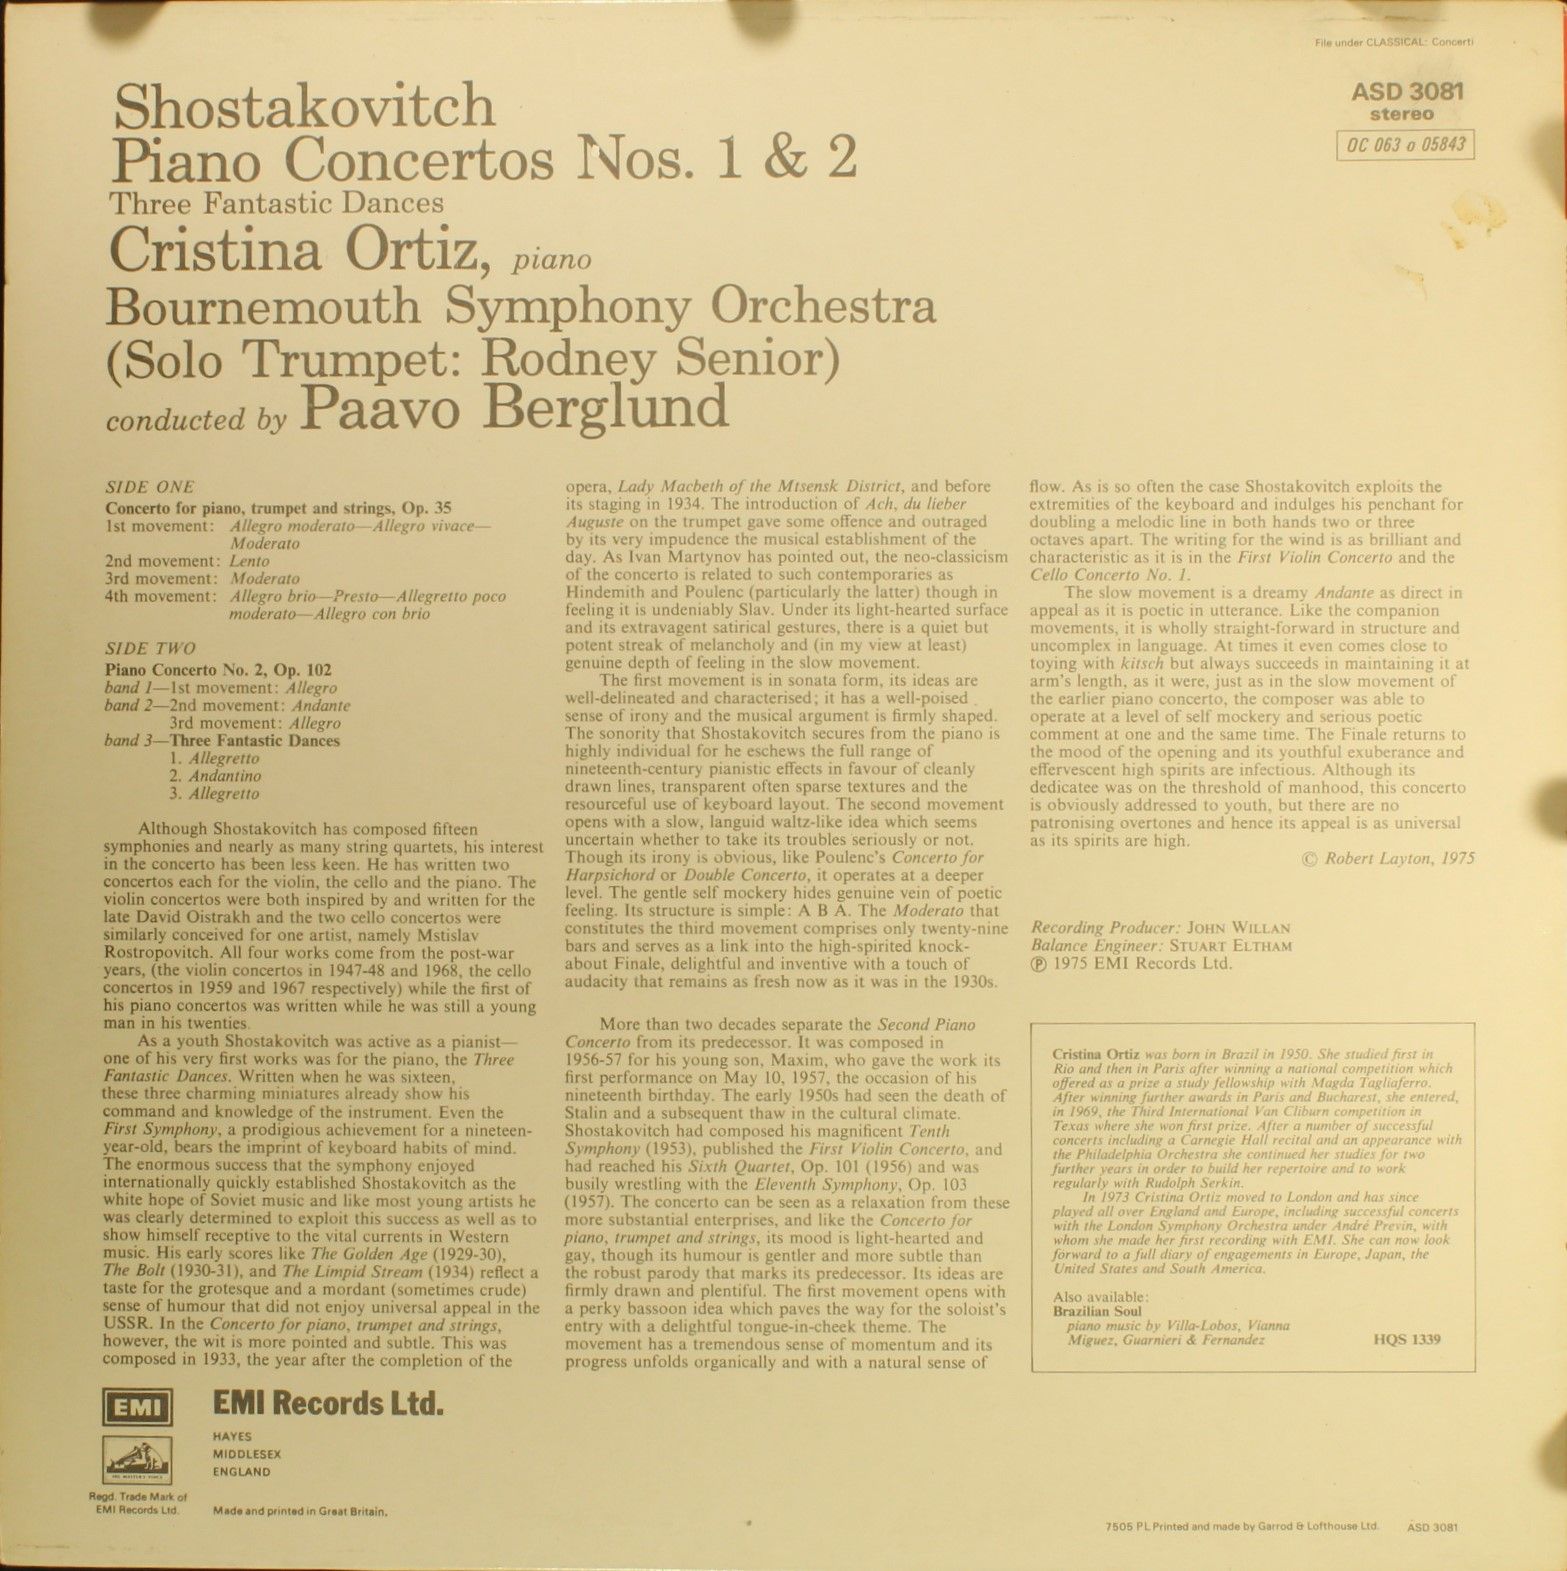 File under CLASSICAL: Concerti
ASD 3081
stereo
OC 063 o 05843
Shostakovitch
Piano Concertos Nos. 1 & 2
Three Fantastic Dances
Cristina Ortiz, piano
Bournemouth Symphony Orchestra
(Solo Trumpet: Rodney Senior)
conducted by Paavo Berglund
SIDE ONE
Concerto for piano, trumpet and strings, Op. 35
1st movement: Allegro moderato—Allegro vivace—
Moderato
2nd movement: Lento
3rd movement: Moderato
4th movement: Allegro brio—Presto—Allegretto poco
moderato—Allegro con brio
SIDE TWO
Piano Concerto No. 2, Op. 102
band 1—1st movement: Allegro
band 2—2nd movement: Andante
3rd movement: Allegro
band 3—Three Fantastic Dances
1. Allegretto
2. Andantino
3. Allegretto
Although Shostakovitch has composed fifteen
symphonies and nearly as many string quartets, his interest
in the concerto has been less keen. He has written two
concertos each for the violin, the cello and the piano. The
violin concertos were both inspired by and written for the
late David Oistrakh and the two cello concertos were
similarly conceived for one artist, namely Mstislav
Rostropovitch. All four works come from the post-war
years, (the violin concertos in 1947-48 and 1968, the cello
concertos in 1959 and 1967 respectively) while the first of
his piano concertos was written while he was still a young
man in his twenties.
As a youth Shostakovitch was active as a pianist—
one of his very first works was for the piano, the Three
Fantastic Dances. Written when he was sixteen,
these three charming miniatures already show his
command and knowledge of the instrument. Even the
First Symphony, a prodigious achievement for a nineteen-
year-old, bears the imprint of keyboard habits of mind.
The enormous success that the symphony enjoyed
internationally quickly established Shostakovitch as the
white hope of Soviet music and like most young artists he
was clearly determined to exploit this success as well as to
show himself receptive to the vital currents in Western
music. His early scores like The Golden Age (1929-30),
The Bolt (1930-31), and The Limpid Stream (1934) reflect a
taste for the grotesque and a mordant (sometimes crude)
sense of humour that did not enjoy universal appeal in the
USSR. In the Concerto for piano, trumpet and strings,
however, the wit is more pointed and subtle. This was
composed in 1933, the year after the completion of the
opera, Lady Macbeth of the Mtsensk District, and before
its staging in 1934. The introduction of Ach, du lieber
Auguste on the trumpet gave some offence and outraged
by its very impudence the musical establishment of the
day. As Ivan Martynov has pointed out, the neo-classicism
of the concerto is related to such contemporaries as
Hindemith and Poulenc (particularly the latter) though in
feeling it is undeniably Slav. Under its light-hearted surface
and its extravagent satirical gestures, there is a quiet but
potent streak of melancholy and (in my view at least)
genuine depth of feeling in the slow movement.
The first movement is in sonata form, its ideas are
well-delineated and characterised; it has a well-poised
sense of irony and the musical argument is firmly shaped.
The sonority that Shostakovitch secures from the piano is
highly individual for he eschews the full range of
nineteenth-century pianistic effects in favour of cleanly
drawn lines, transparent often sparse textures and the
resourceful use of keyboard layout. The second movement
opens with a slow, languid waltz-like idea which seems
uncertain whether to take its troubles seriously or not.
Though its irony is obvious, like Poulenc's Concerto for
Harpsichord or Double Concerto, it operates at a deeper
level. The gentle self mockery hides genuine vein of poetic
feeling. Its structure is simple: A B A. The Moderato that
constitutes the third movement comprises only twenty-nine
bars and serves as a link into the high-spirited knock-
about Finale, delightful and inventive with a touch of
audacity that remains as fresh now as it was in the 1930s.
More than two decades separate the Second Piano
Concerto from its predecessor. It was composed in
1956-57 for his young son, Maxim, who gave the work its
first performance on May 10, 1957, the occasion of his
nineteenth birthday. The early 1950s had seen the death of
Stalin and a subsequent thaw in the cultural climate.
Shostakovitch had composed his magnificent Tenth
Symphony (1953), published the First Violin Concerto, and
had reached his Sixth Quartet, Op. 101 (1956) and was
busily wrestling with the Eleventh Symphony, Op. 103
(1957). The concerto can be seen as a relaxation from these
more substantial enterprises, and like the Concerto for
piano, trumpet and strings, its mood is light-hearted and
gay, though its humour is gentler and more subtle than
the robust parody that marks its predecessor. Its ideas are
firmly drawn and plentiful. The first movement opens with
a perky bassoon idea which paves the way for the soloist's
entry with a delightful tongue-in-cheek theme. The
movement has a tremendous sense of momentum and its
progress unfolds organically and with a natural sense of
flow. As is so often the case Shostakovitch exploits the
extremities of the keyboard and indulges his penchant for
doubling a melodic line in both hands two or three
octaves apart. The writing for the wind is as brilliant and
characteristic as it is in the First Violin Concerto and the
Cello Concerto No. 1.
The slow movement is a dreamy Andante as direct in
appeal as it is poetic in utterance. Like the companion
movements, it is wholly straight-forward in structure and
uncomplex in language. At times it even comes close to
toying with kitsch but always succeeds in maintaining it at
arm's length, as it were, just as in the slow movement of
the earlier piano concerto, the composer was able to
operate at a level of self mockery and serious poetic
comment at one and the same time. The Finale returns to
the mood of the opening and its youthful exuberance and
effervescent high spirits are infectious. Although its
dedicatee was on the threshold of manhood, this concerto
is obviously addressed to youth, but there are no
patronising overtones and hence its appeal is as universal
as its spirits are high.
© Robert Layton, 1975
Recording Producer: JOHN WILLAN
Balance Engineer: STUART ELTHAM
℗ 1975 EMI Records Ltd.
Cristina Ortiz was born in Brazil in 1950. She studied first in
Rio and then in Paris after winning a national competition which
offered as a prize a study fellowship with Magda Tagliaferro.
After winning further awards in Paris and Bucharest, she entered,
in 1969, the Third International Van Cliburn competition in
Texas where she won first prize. After a number of successful
concerts including a Carnegie Hall recital and an appearance with
the Philadelphia Orchestra she continued her studies for two
further years in order to build her repertoire and to work
regularly with Rudolph Serkin.
In 1973 Cristina Ortiz moved to London and has since
played all over England and Europe, including successful concerts
with the London Symphony Orchestra under André Previn, with
whom she made her first recording with EMI. She can now look
forward to a full diary of engagements in Europe, Japan, the
United States and South America.
Also available:
Brazilian Soul
piano music by Villa-Lobos, Vianna
Miguez, Guarnieri & Fernandez HQS 1339
EMI
EMI Records Ltd.
HAYES
MIDDLESEX
ENGLAND
HIS MASTER'S VOICE
Regd. Trade Mark of
EMI Records Ltd.
Made and printed in Great Britain.
7505 PL Printed and made by Garrod & Lofthouse Ltd. ASD 3081